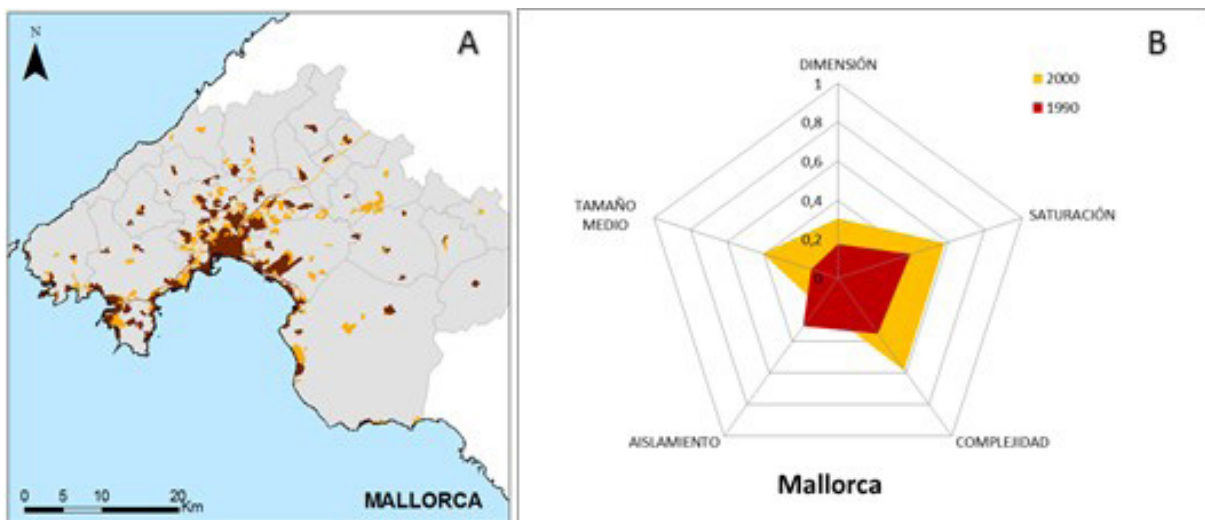 N
A
0 5 10 20
Km
MALLORCA
B
DIMENSIÓN
2000
1990
1
0,8
0,6
0,4
0,2
0
TAMAÑO
MEDIO
SATURACIÓN
AISLAMIENTO
COMPLEJIDAD
Mallorca